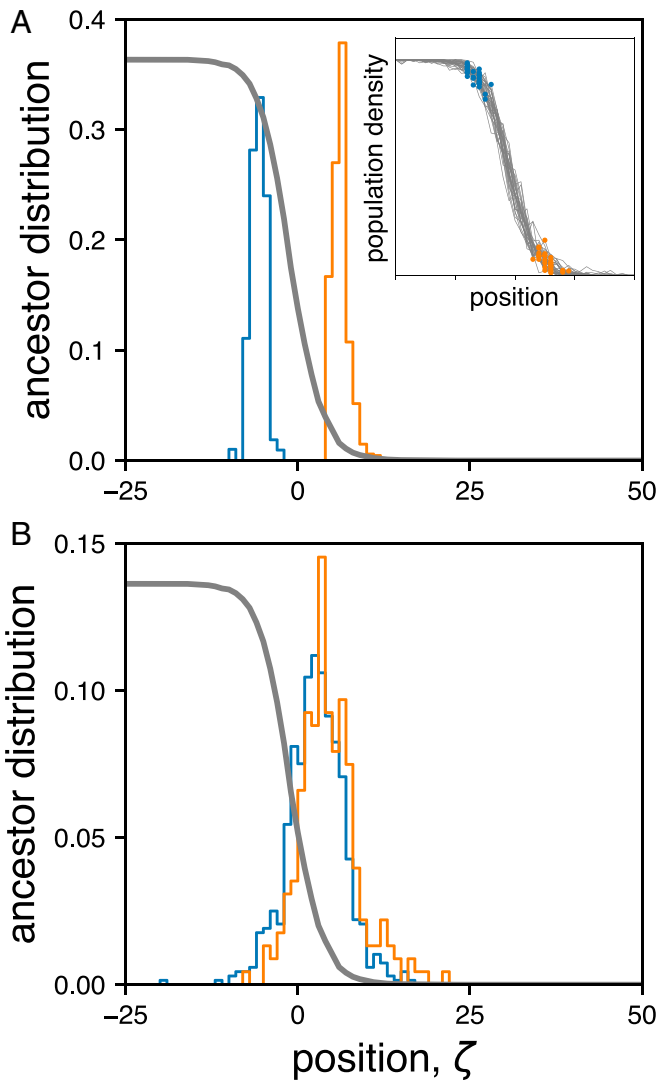 A
ancestor distribution
0.4
0.3
0.2
0.1
0.0
−25
0
25
50
population density
position
B
ancestor distribution
0.15
0.10
0.05
0.00
−25
0
25
50
position, ζ